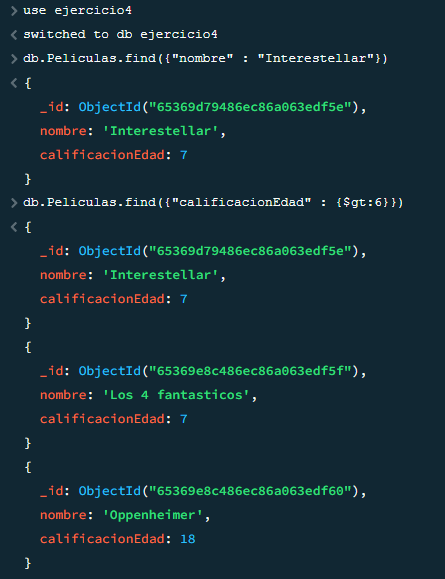 > use ejercicio4
< switched to db ejercicio4
> db.Peliculas.find({"nombre" : "Interestellar"})
< {
_id: ObjectId("65369d79486ec86a063edf5e"),
nombre: 'Interestellar',
calificacionEdad: 7
}
> db.Peliculas.find({"calificacionEdad" : {$gt:6}})
< {
_id: ObjectId("65369d79486ec86a063edf5e"),
nombre: 'Interestellar',
calificacionEdad: 7
}
{
_id: ObjectId("65369e8c486ec86a063edf5f"),
nombre: 'Los 4 fantasticos',
calificacionEdad: 7
}
{
_id: ObjectId("65369e8c486ec86a063edf60"),
nombre: 'Oppenheimer',
calificacionEdad: 18
}